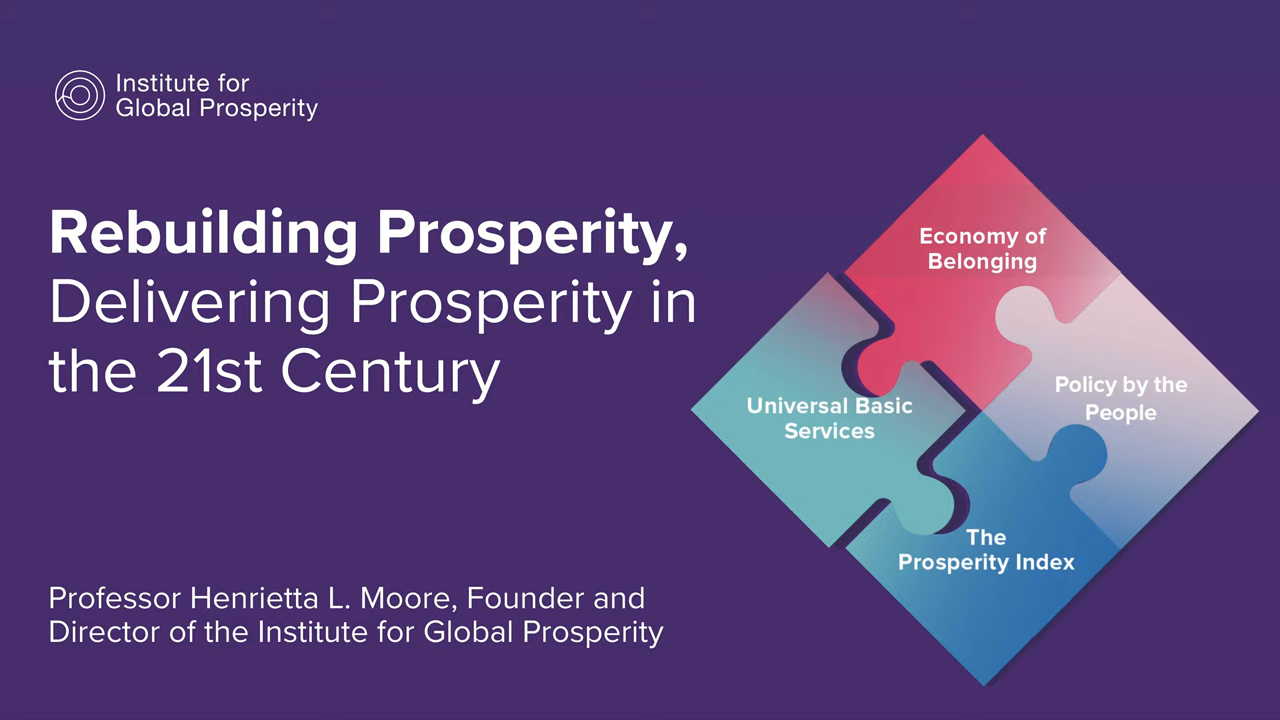 Institute for
Global Prosperity
Rebuilding Prosperity,
Delivering Prosperity in
the 21st Century
Professor Henrietta L. Moore, Founder and
Director of the Institute for Global Prosperity
Economy of
Belonging
Universal Basic
Services
Policy by the
People
The
Prosperity Index